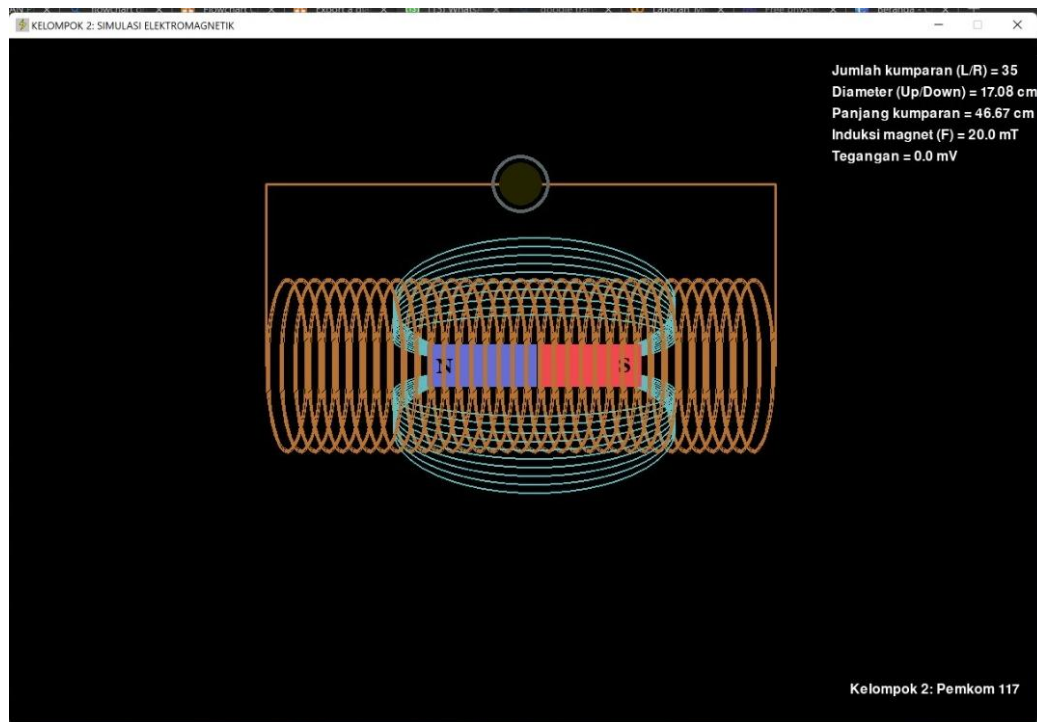 KELOMPOK 2: SIMULASI ELEKTROMAGNETIK
Jumlah kumparan (L/R) = 35
Diameter (Up/Down) = 17.08 cm
Panjang kumparan = 46.67 cm
Induksi magnet (F) = 20.0 mT
Tegangan = 0.0 mV
N S
Kelompok 2: Pemkom 117